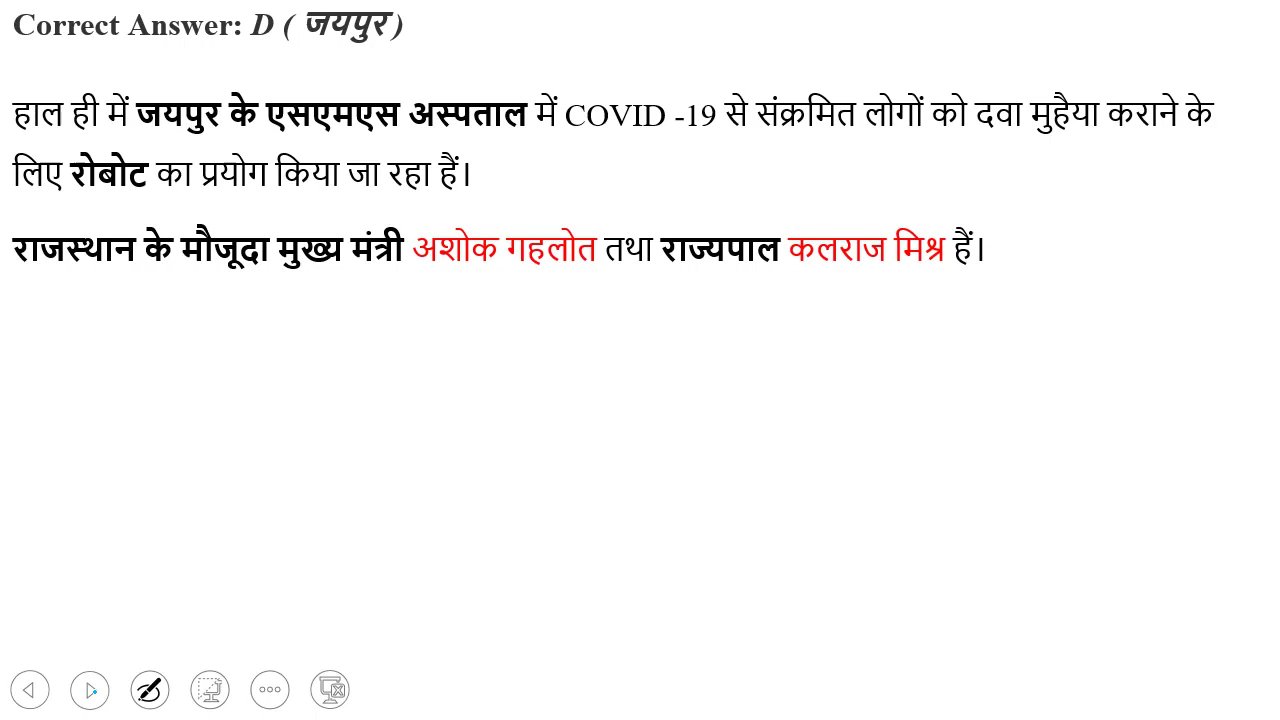 Correct Answer: D ( जयपुर )
हाल ही में जयपुर के एसएमएस अस्पताल में COVID -19 से संक्रमित लोगों को दवा मुहैया कराने के
लिए रोबोट का प्रयोग किया जा रहा हैं।
राजस्थान के मौजूदा मुख्य मंत्री अशोक गहलोत तथा राज्यपाल कलराज मिश्र हैं।